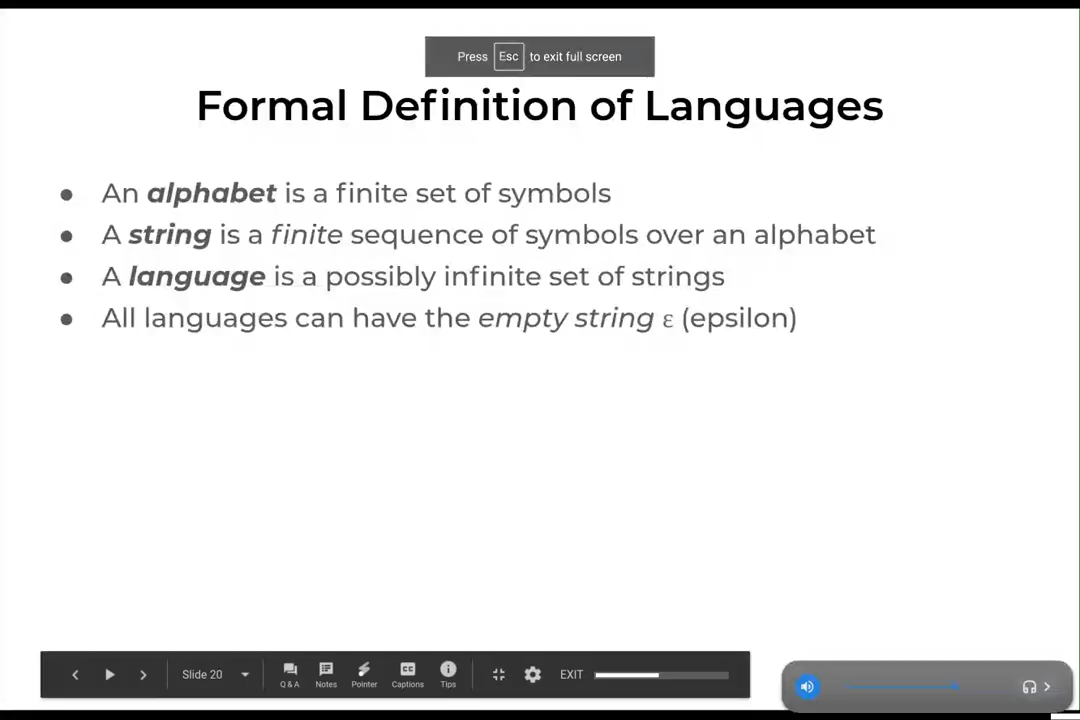 Press Esc to exit full screen
Formal Definition of Languages
● An alphabet is a finite set of symbols
● A string is a finite sequence of symbols over an alphabet
● A language is a possibly infinite set of strings
● All languages can have the empty string ε (epsilon)
Slide 20
Q & A
Notes
Pointer
CC
Captions
Tips
EXIT